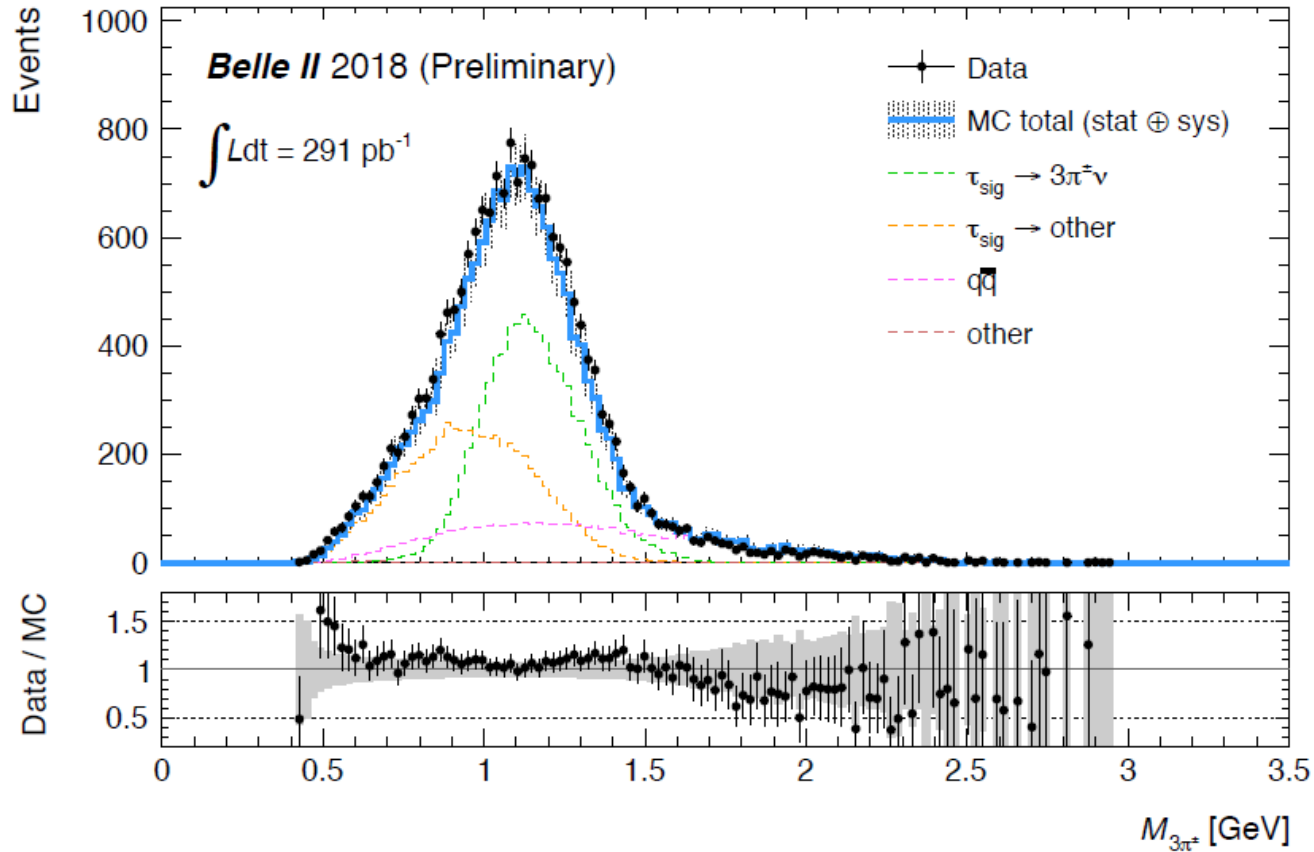 Events
1000
800
600
400
200
0
Belle II 2018 (Preliminary)
∫ Ldt = 291 pb⁻¹
Data
MC total (stat ⊕ sys)
τsig → 3π±ν
τsig → other
qq̄
other
Data / MC
1.5
1
0.5
0 0.5 1 1.5 2 2.5 3 3.5
M3π± [GeV]